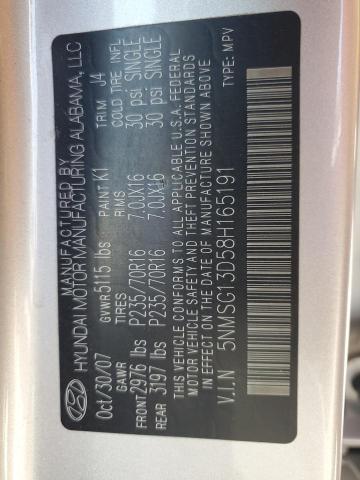 MANUFACTURED BY
HYUNDAI MOTOR MANUFACTURING ALABAMA, LLC
Oct/30/07 GVWR 5115 lbs PAINT K1 TRIM J4
GAWR TIRES RIMS COLD TIRE INFL
FRONT 2976 lbs P235/70R16 7.0JX16 30 psi SINGLE
REAR 3197 lbs P235/70R16 7.0JX16 30 psi SINGLE
THIS VEHICLE CONFORMS TO ALL APPLICABLE U.S.A. FEDERAL
MOTOR VEHICLE SAFETY AND THEFT PREVENTION STANDARDS
IN EFFECT ON THE DATE OF MANUFACTURE SHOWN ABOVE
V.I.N 5NMSG13D58H165191 TYPE: MPV